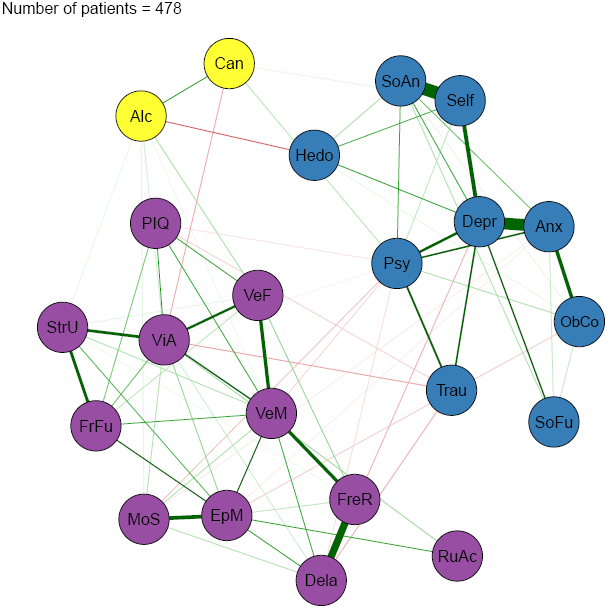 Number of patients = 478
Can
SoAn
Self
Alc
Hedo
PIQ
Depr
Anx
Psy
VeF
ObCo
StrU
ViA
Trau
VeM
SoFu
FrFu
FreR
MoS
EpM
RuAc
Dela